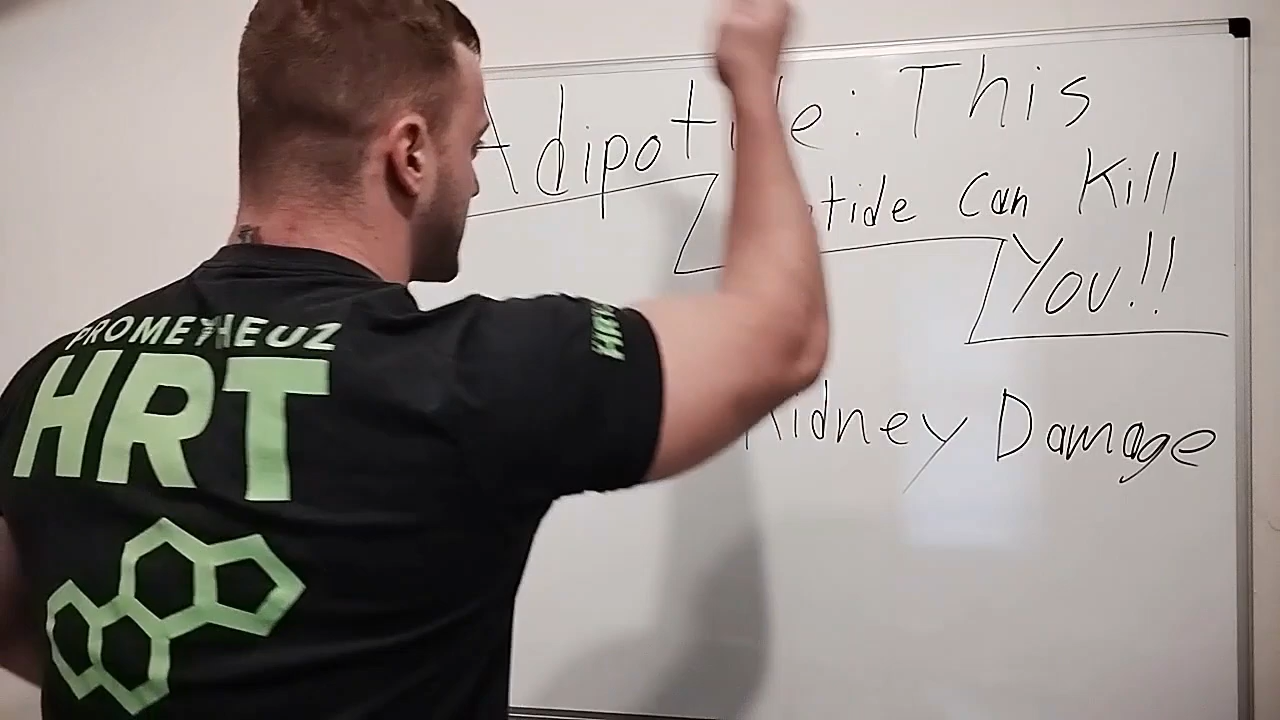 Adipotide: This
Can Kill
You!!
Kidney Damage
PROMETHEUZ
HRT